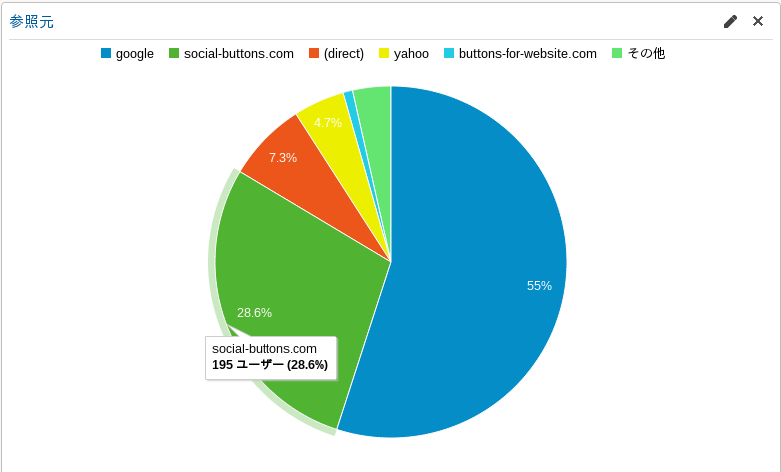 参照元
google social-buttons.com (direct) yahoo buttons-for-website.com その他
4.7%
7.3%
55%
28.6%
social-buttons.com
195 ユーザー (28.6%)